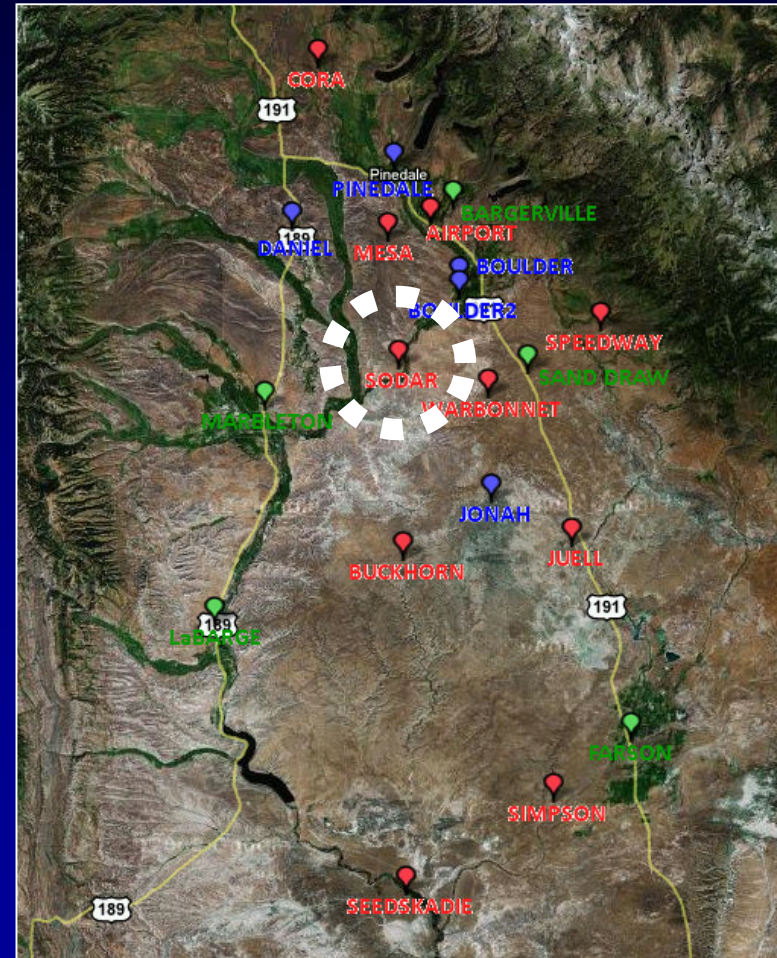 CORA
191
Pinedale
PINEDALE
BARGERVILLE
AIRPORT
DANIEL
189
MESA
BOULDER
BOULDER2
SPEEDWAY
SODAR
SAND DRAW
WARBONNET
MARBLETON
JONAH
BUCKHORN
JUELL
191
189
LaBARGE
FARSON
SIMPSON
SEEDSKADIE
189